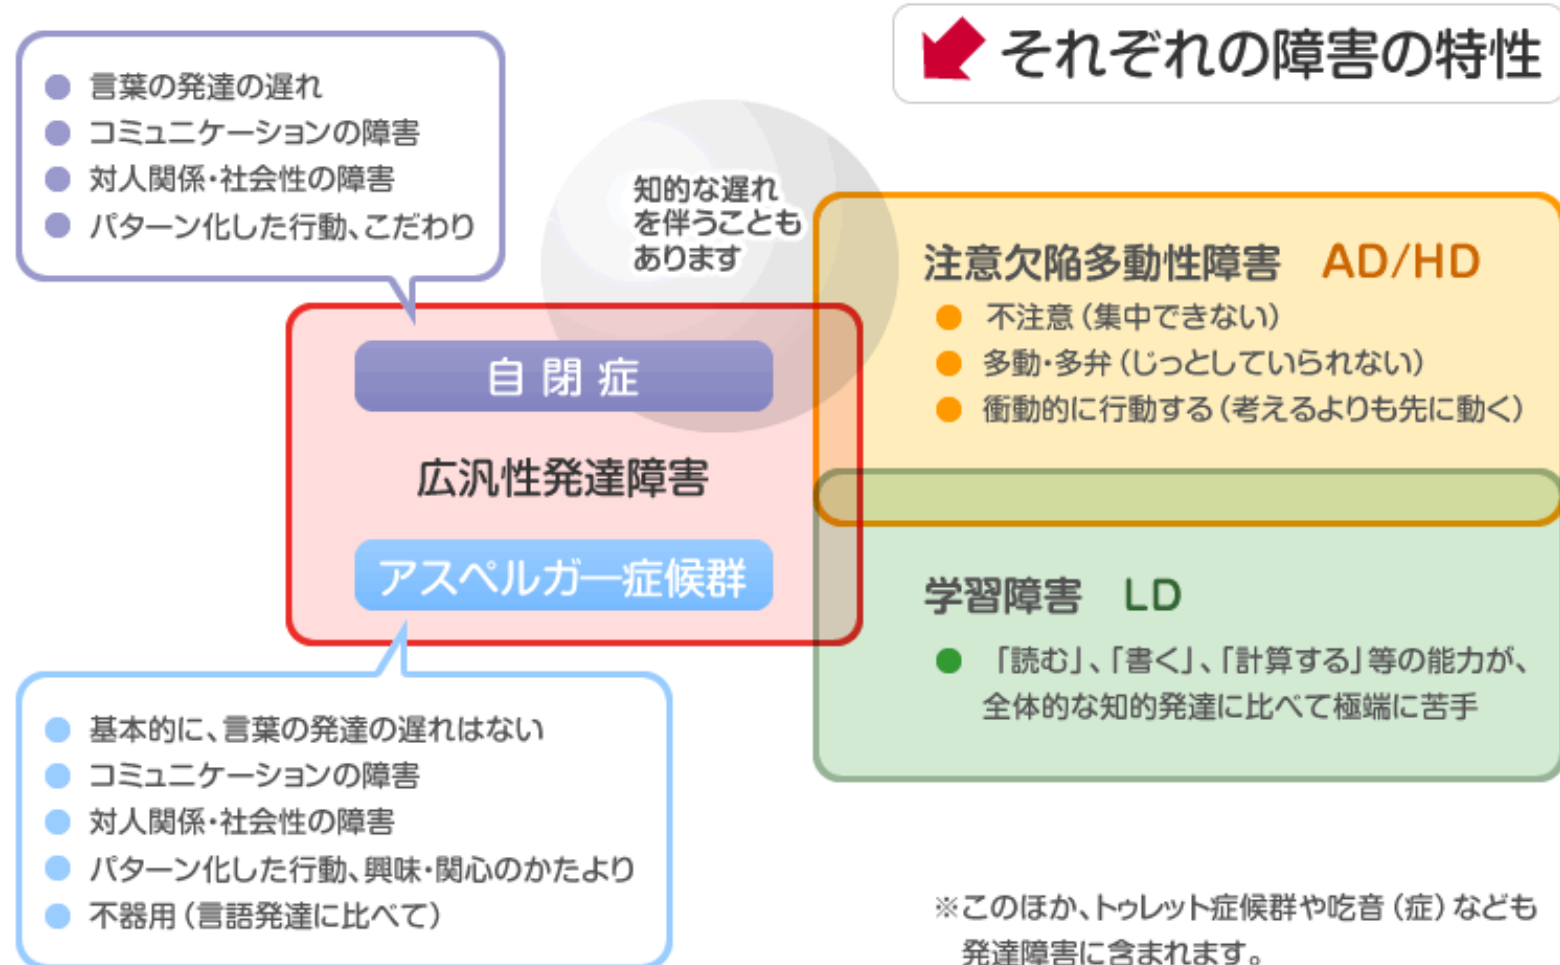 それぞれの障害の特性
● 言葉の発達の遅れ
● コミュニケーションの障害
● 対人関係・社会性の障害
● パターン化した行動、こだわり
知的な遅れ
を伴うことも
あります
自閉症
広汎性発達障害
アスペルガー症候群
● 基本的に、言葉の発達の遅れはない
● コミュニケーションの障害
● 対人関係・社会性の障害
● パターン化した行動、興味・関心のかたより
● 不器用（言語発達に比べて）
注意欠陥多動性障害 AD/HD
● 不注意（集中できない）
● 多動・多弁（じっとしていられない）
● 衝動的に行動する（考えるよりも先に動く）
学習障害 LD
● 「読む」、「書く」、「計算する」等の能力が、
全体的な知的発達に比べて極端に苦手
※このほか、トゥレット症候群や吃音（症）なども
発達障害に含まれます。